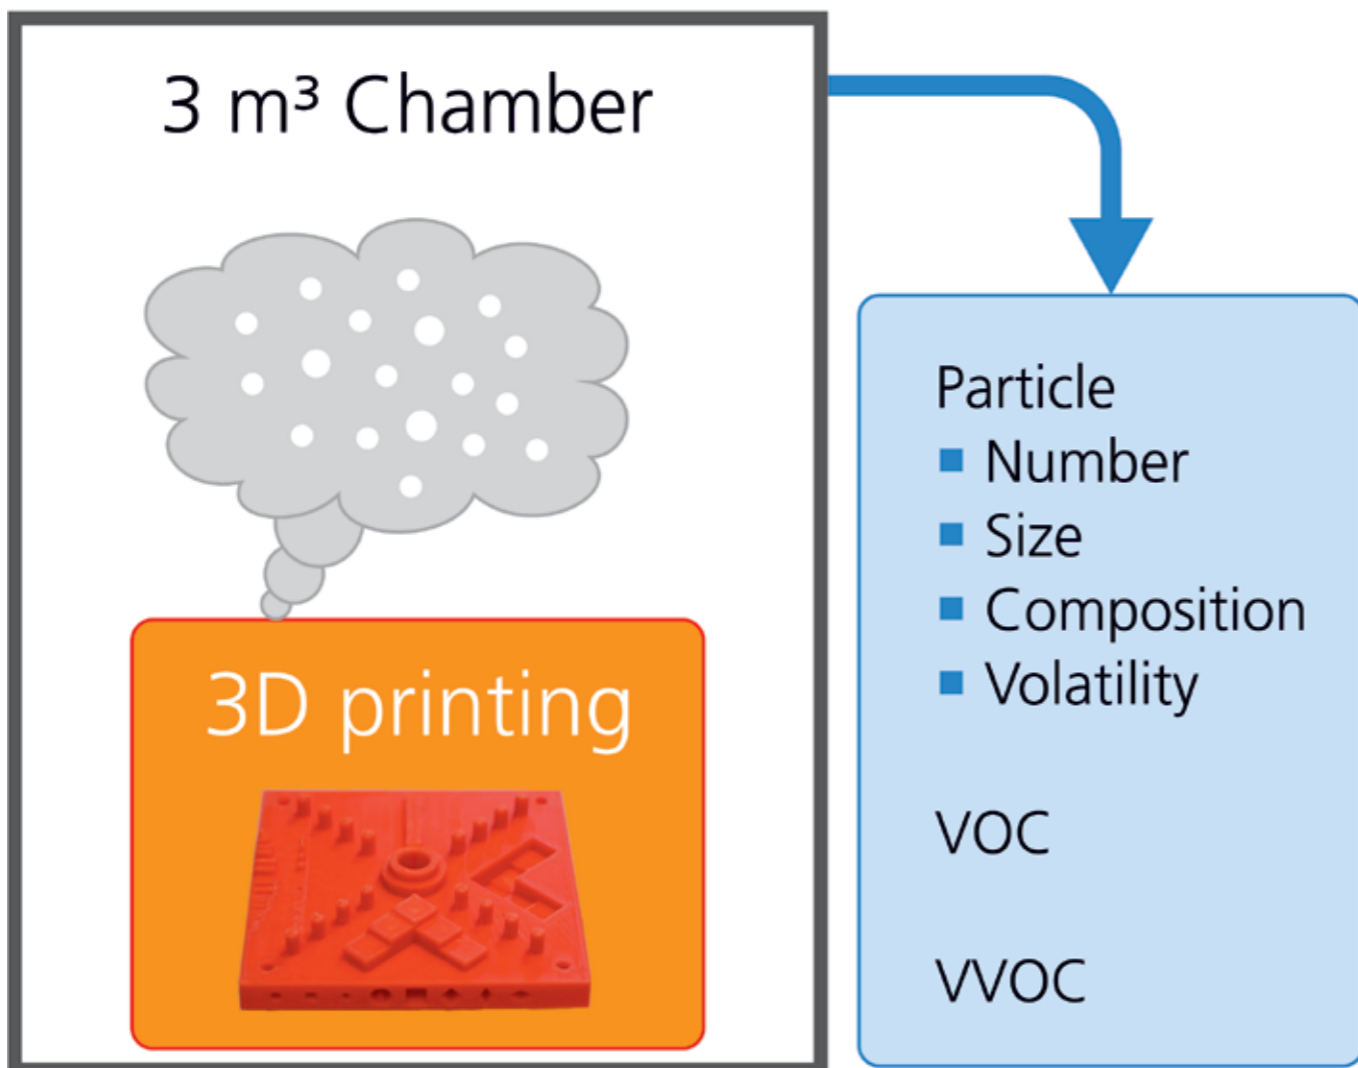 3 m³ Chamber
3D printing
Particle
Number
Size
Composition
Volatility
VOC
VVOC